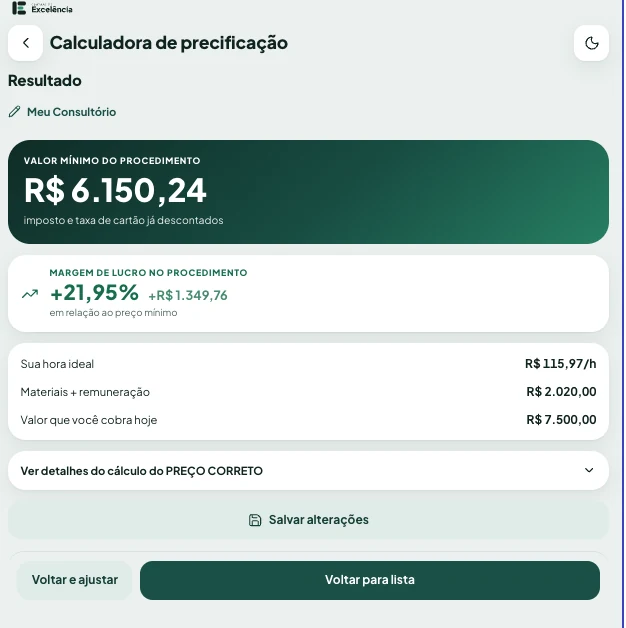 Excelência
Calculadora de precificação
Resultado
Meu Consultório
VALOR MÍNIMO DO PROCEDIMENTO
R$ 6.150,24
imposto e taxa de cartão já descontados
MARGEM DE LUCRO NO PROCEDIMENTO
+21,95% +R$ 1.349,76
em relação ao preço mínimo
Sua hora ideal R$ 115,97/h
Materiais + remuneração R$ 2.020,00
Valor que você cobra hoje R$ 7.500,00
Ver detalhes do cálculo do PREÇO CORRETO
Salvar alterações
Voltar e ajustar Voltar para lista